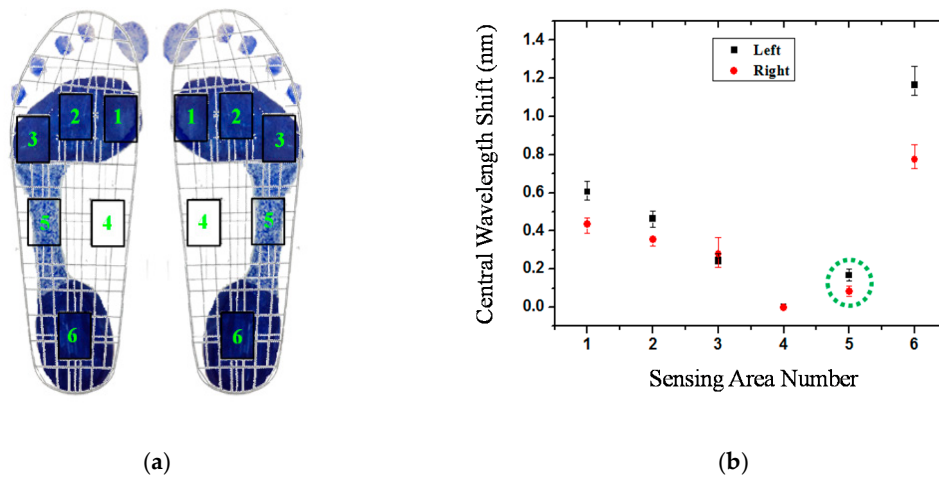 2
1
3
5
4
6
1
2
3
4
5
6
Central Wavelength Shift (nm)
1.4
1.2
1.0
0.8
0.6
0.4
0.2
0.0
Left
Right
1 2 3 4 5 6
Sensing Area Number
(a)
(b)